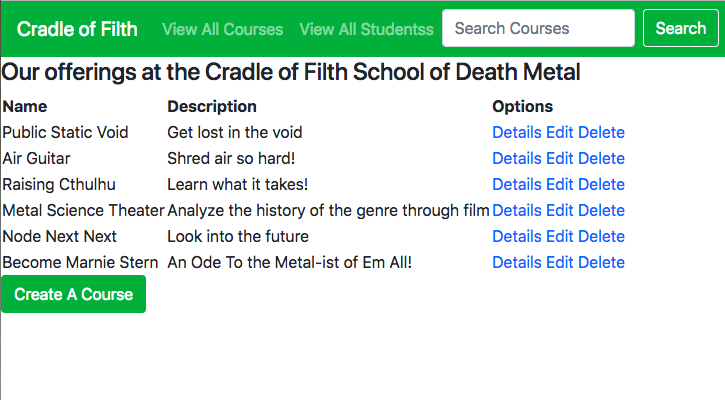 Cradle of Filth View All Courses View All Studentss Search Courses Search
Our offerings at the Cradle of Filth School of Death Metal
Name Description Options
Public Static Void Get lost in the void Details Edit Delete
Air Guitar Shred air so hard! Details Edit Delete
Raising Cthulhu Learn what it takes! Details Edit Delete
Metal Science Theater Analyze the history of the genre through film Details Edit Delete
Node Next Next Look into the future Details Edit Delete
Become Marnie Stern An Ode To the Metal-ist of Em All! Details Edit Delete
Create A Course